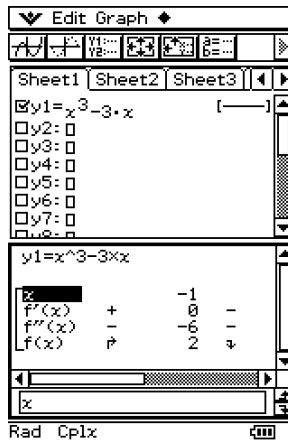 Edit Graph
Sheet1 Sheet2 Sheet3
y1=x^3-3·x [—]
y2:
y3:
y4:
y5:
y6:
y7:
y1=x^3-3×x
x -1
f'(x) + 0 -
f''(x) - -6 -
f(x) 2
x
Rad Cplx